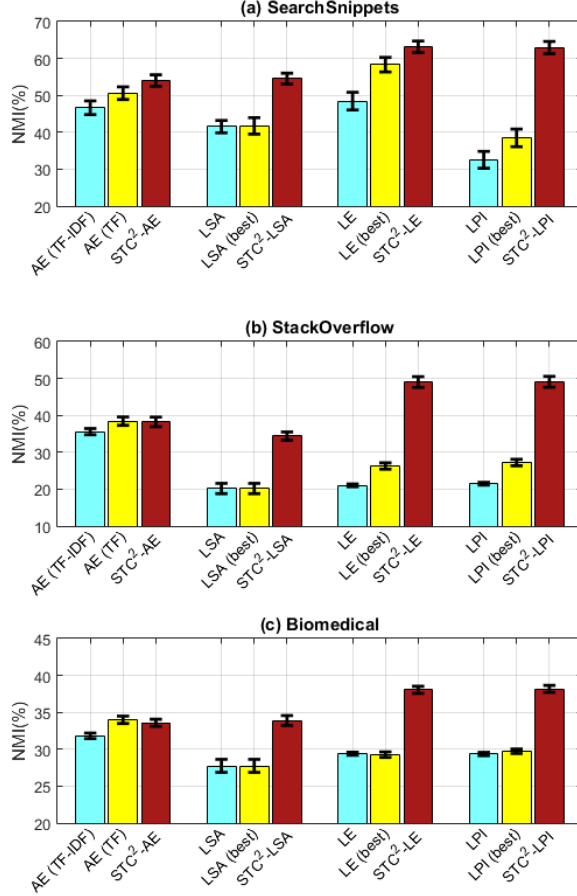 (a) SearchSnippets
NMI(%)
70
60
50
40
30
20
AE (TF-IDF)
AE (TF)
STC²-AE
LSA
LSA (best)
STC²-LSA
LE
LE (best)
STC²-LE
LPI
LPI (best)
STC²-LPI
(b) StackOverflow
NMI(%)
60
50
40
30
20
10
AE (TF-IDF)
AE (TF)
STC²-AE
LSA
LSA (best)
STC²-LSA
LE
LE (best)
STC²-LE
LPI
LPI (best)
STC²-LPI
(c) Biomedical
NMI(%)
45
40
35
30
25
20
AE (TF-IDF)
AE (TF)
STC²-AE
LSA
LSA (best)
STC²-LSA
LE
LE (best)
STC²-LE
LPI
LPI (best)
STC²-LPI